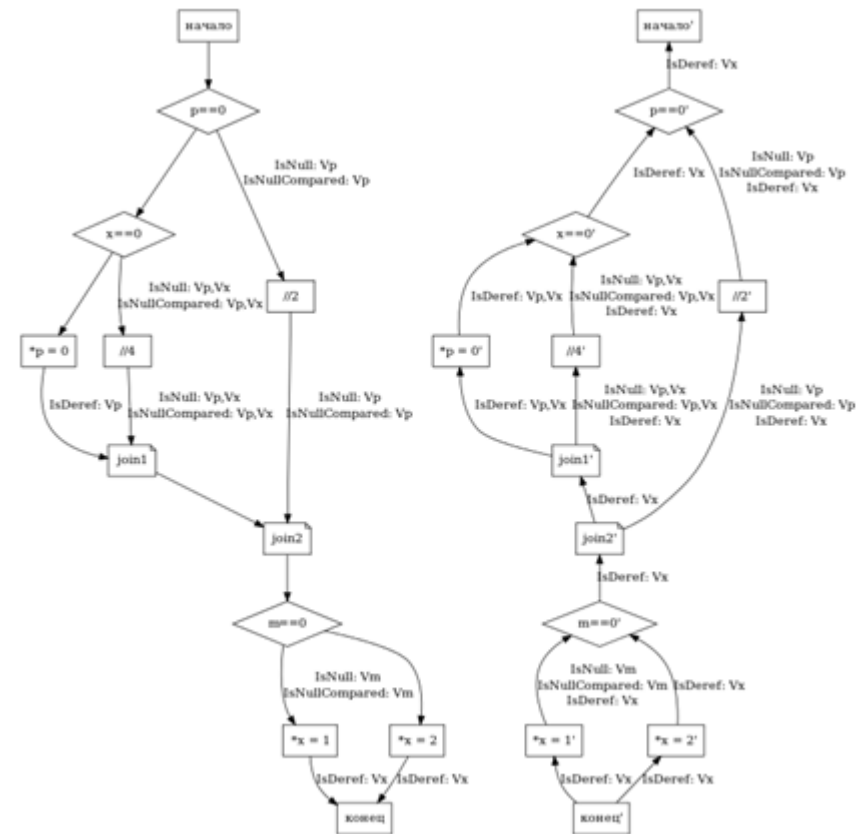 начало
p==0
IsNull: Vp
IsNullCompared: Vp
x==0
IsNull: Vp,Vx
IsNullCompared: Vp,Vx
//2
*p = 0
//4
IsDeref: Vp
IsNull: Vp,Vx
IsNullCompared: Vp,Vx
IsNull: Vp
IsNullCompared: Vp
join1
join2
m==0
IsNull: Vm
IsNullCompared: Vm
*x = 1
*x = 2
IsDeref: Vx
IsDeref: Vx
конец
начало'
IsDeref: Vx
p==0'
IsDeref: Vx
IsNull: Vp
IsNullCompared: Vp
IsDeref: Vx
x==0'
IsDeref: Vp,Vx
IsNull: Vp,Vx
IsNullCompared: Vp,Vx
IsDeref: Vx
//2'
*p = 0'
//4'
IsDeref: Vp,Vx
IsNull: Vp,Vx
IsNullCompared: Vp,Vx
IsDeref: Vx
IsNull: Vp
IsNullCompared: Vp
IsDeref: Vx
join1'
IsDeref: Vx
join2'
IsDeref: Vx
m==0'
IsNull: Vm
IsNullCompared: Vm
IsDeref: Vx
IsDeref: Vx
*x = 1'
*x = 2'
IsDeref: Vx
IsDeref: Vx
конец'